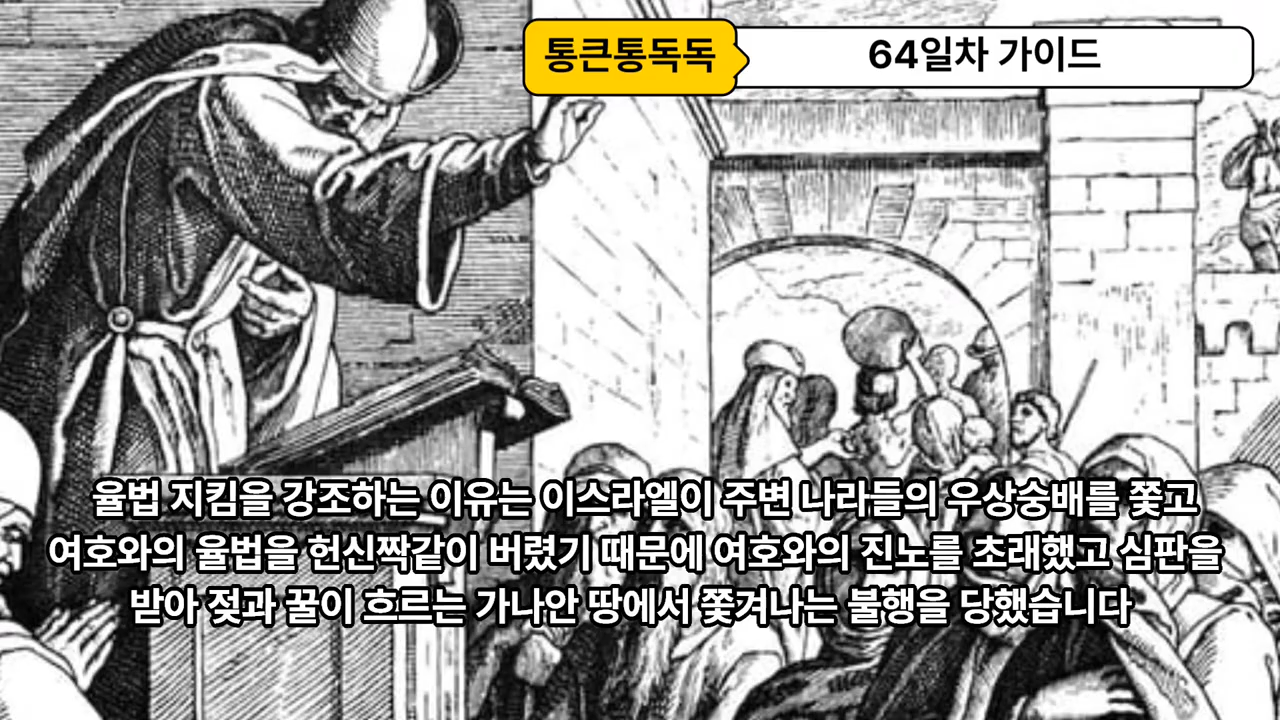 통큰통독독
64일차 가이드
율법 지킴을 강조하는 이유는 이스라엘이 주변 나라들의 우상숭배를 쫓고
여호와의 율법을 헌신짝같이 버렸기 때문에 여호와의 진노를 초래했고 심판을
받아 젖과 꿀이 흐르는 가나안 땅에서 쫓겨나는 불행을 당했습니다